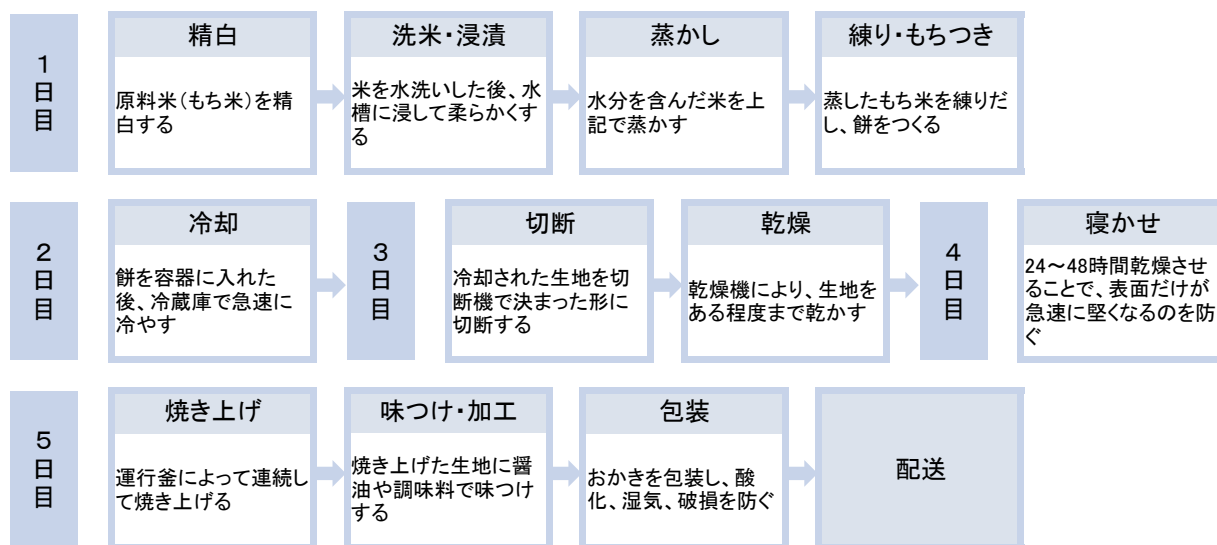 1日目
精白
原料米(もち米)を精
白する
洗米・浸漬
米を水洗いした後、水
槽に浸して柔らかくす
る
蒸かし
水分を含んだ米を上
記で蒸かす
練り・もちつき
蒸したもち米を練りだ
し、餅をつくる
2日目
冷却
餅を容器に入れた
後、冷蔵庫で急速に
冷やす
3日目
切断
冷却された生地を切
断機で決まった形に
切断する
乾燥
乾燥機により、生地を
ある程度まで乾かす
4日目
寝かせ
24～48時間乾燥させ
ることで、表面だけが
急速に堅くなるのを防
ぐ
5日目
焼き上げ
運行釜によって連続し
て焼き上げる
味つけ・加工
焼き上げた生地に醤
油や調味料で味つけ
する
包装
おかきを包装し、酸
化、湿気、破損を防ぐ
配送